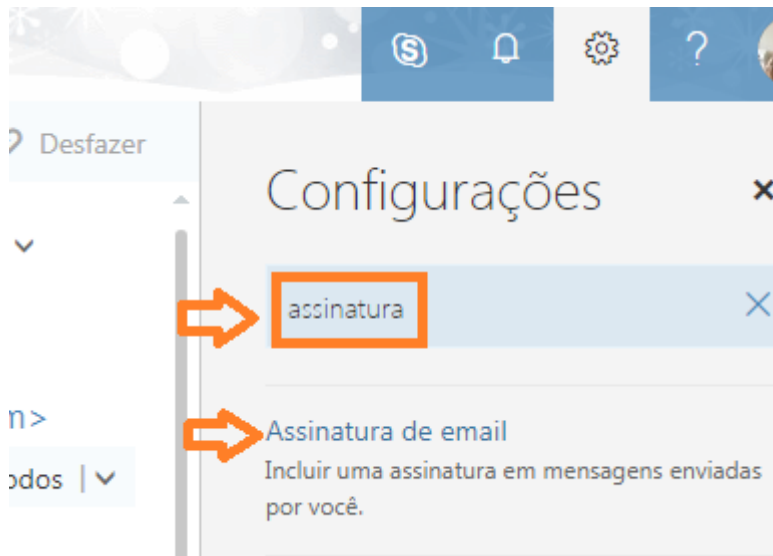 Desfazer
Configurações
assinatura
m>
Assinatura de email
Incluir uma assinatura em mensagens enviadas
odos
por você.